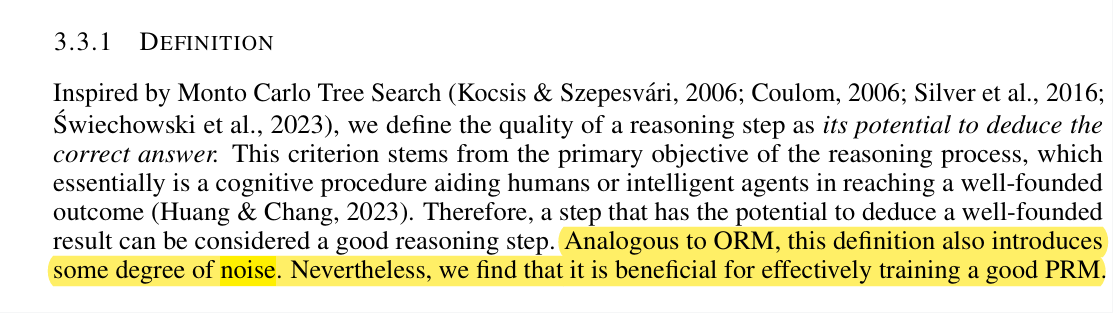 3.3.1 DEFINITION
Inspired by Monto Carlo Tree Search (Kocsis & Szepesvári, 2006; Coulom, 2006; Silver et al., 2016;
Świechowski et al., 2023), we define the quality of a reasoning step as its potential to deduce the
correct answer. This criterion stems from the primary objective of the reasoning process, which
essentially is a cognitive procedure aiding humans or intelligent agents in reaching a well-founded
outcome (Huang & Chang, 2023). Therefore, a step that has the potential to deduce a well-founded
result can be considered a good reasoning step. Analogous to ORM, this definition also introduces
some degree of noise. Nevertheless, we find that it is beneficial for effectively training a good PRM.